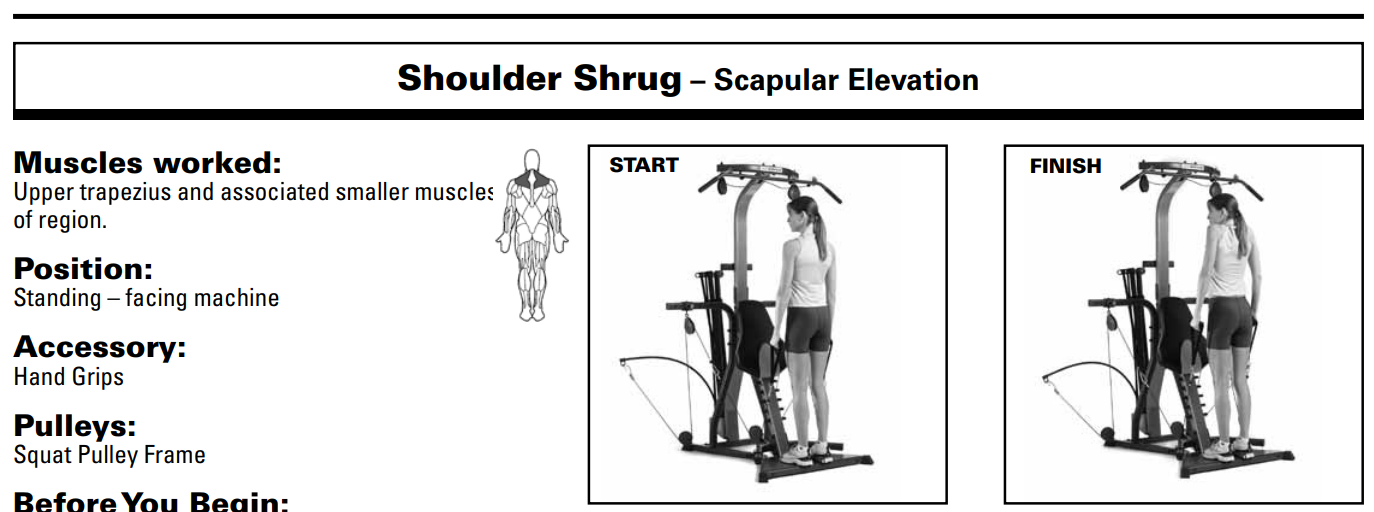 Shoulder Shrug – Scapular Elevation
Muscles worked:
Upper trapezius and associated smaller muscles
of region.
Position:
Standing – facing machine
Accessory:
Hand Grips
Pulleys:
Squat Pulley Frame
Before You Begin:
START
FINISH